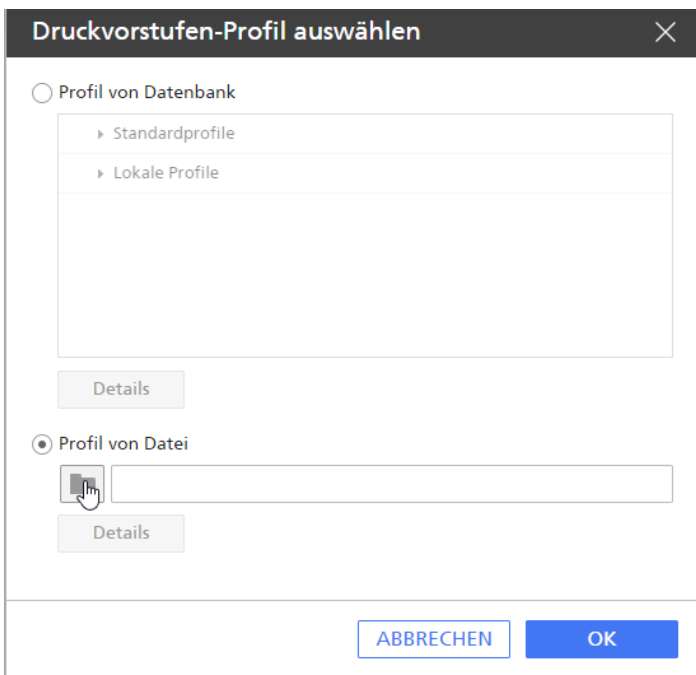 Druckvorstufen-Profil auswählen
Profil von Datenbank
Standardprofile
Lokale Profile
Details
Profil von Datei
Details
ABBRECHEN
OK